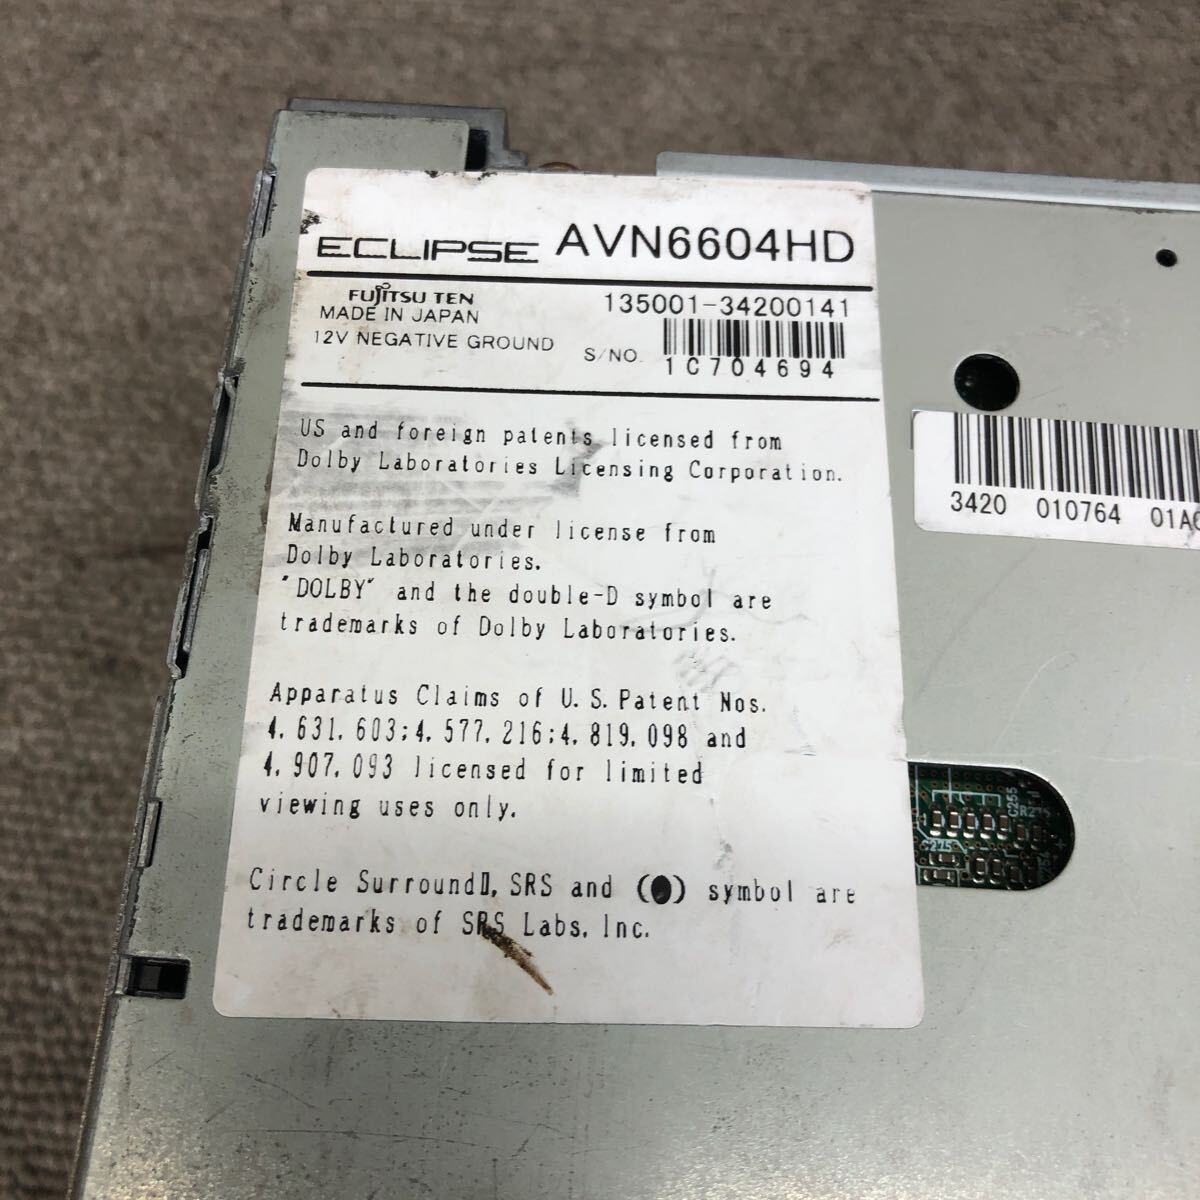 ECLIPSE AVN6604HD
FUJITSU TEN
MADE IN JAPAN
12V NEGATIVE GROUND
135001-34200141
S/NO.
1C704694
US and foreign patents licensed from
Dolby Laboratories Licensing Corporation.
Manufactured under license from
Dolby Laboratories.
"DOLBY" and the double-D symbol are
trademarks of Dolby Laboratories.
Apparatus Claims of U.S. Patent Nos.
4,631,603;4,577,216;4,819,098 and
4,907,093 licensed for limited
viewing uses only.
Circle SurroundⅡ, SRS and (●) symbol are
trademarks of SRS Labs, Inc.
3420 010764
C255
C275